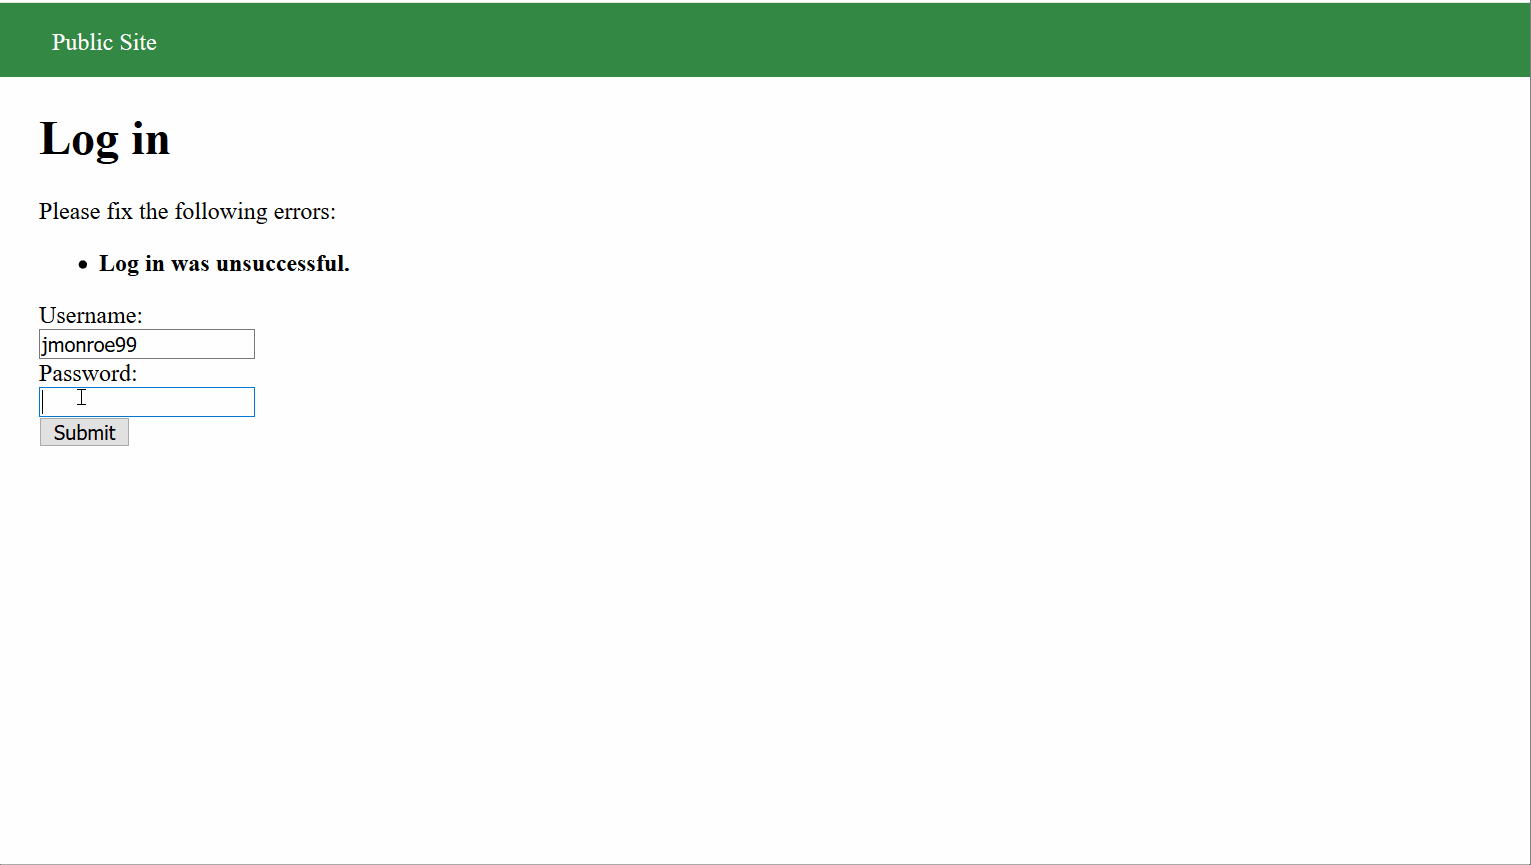 Public Site
Log in
Please fix the following errors:
Log in was unsuccessful.
Username:
jmonroe99
Password:
Submit